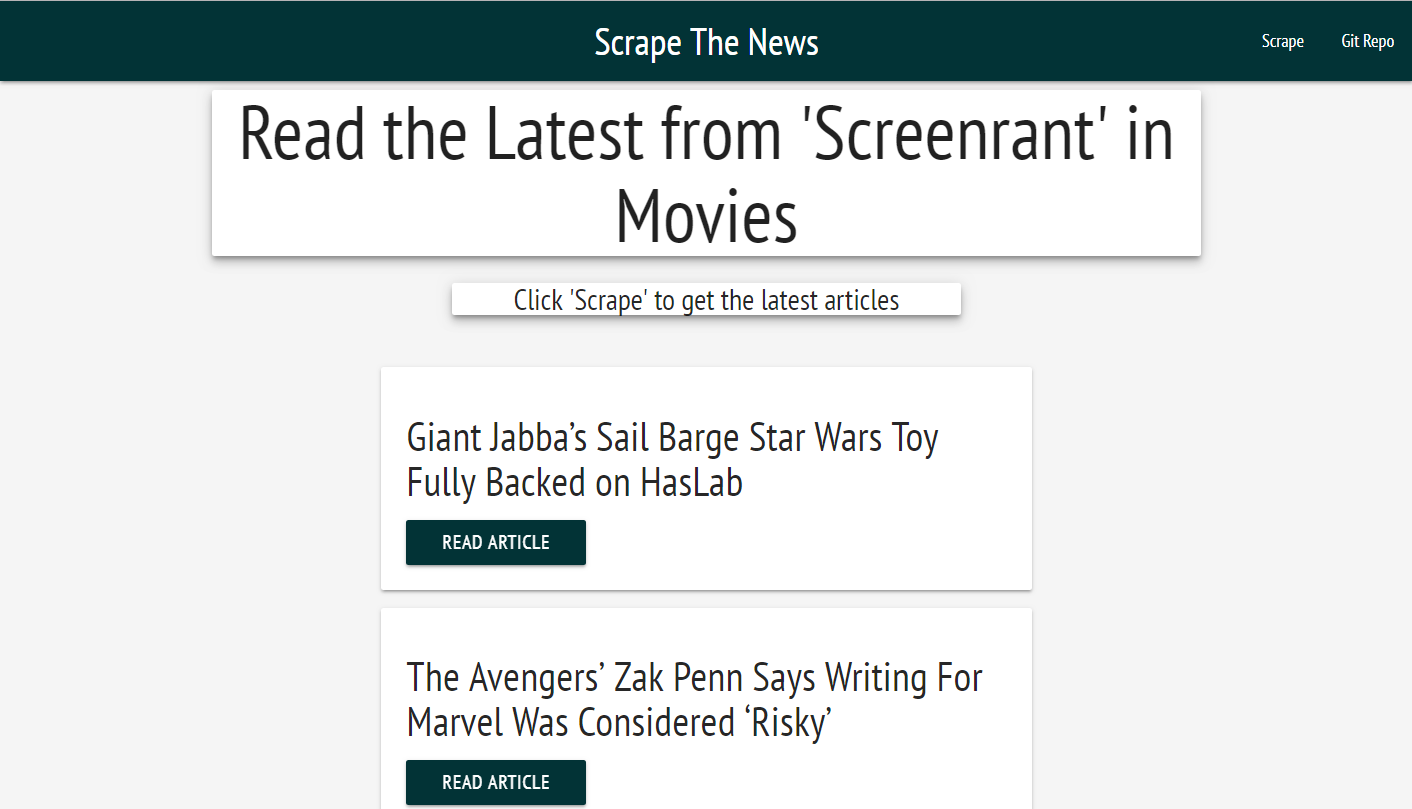 Scrape The News
Scrape
Git Repo
Read the Latest from 'Screenrant' in
Movies
Click 'Scrape' to get the latest articles
Giant Jabba’s Sail Barge Star Wars Toy
Fully Backed on HasLab
READ ARTICLE
The Avengers’ Zak Penn Says Writing For
Marvel Was Considered ‘Risky’
READ ARTICLE